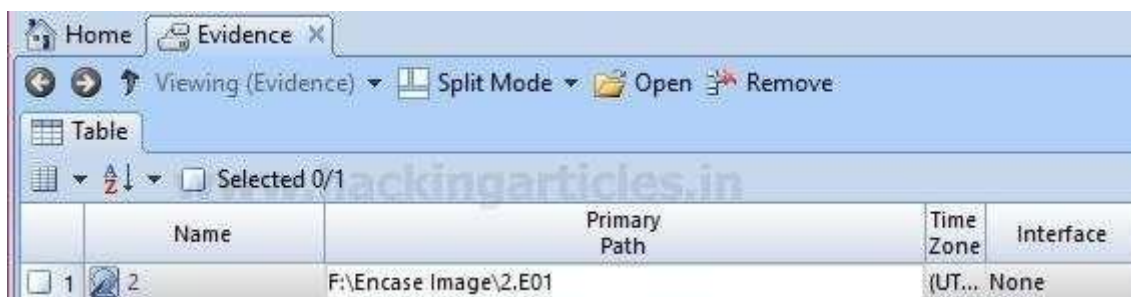 Home Evidence
Viewing (Evidence) Split Mode Open Remove
Table
Selected 0/1
www.hackingarticles.in
Name Primary Path Time Zone Interface
1 2 F:\Encase Image\2.E01 (UT... None